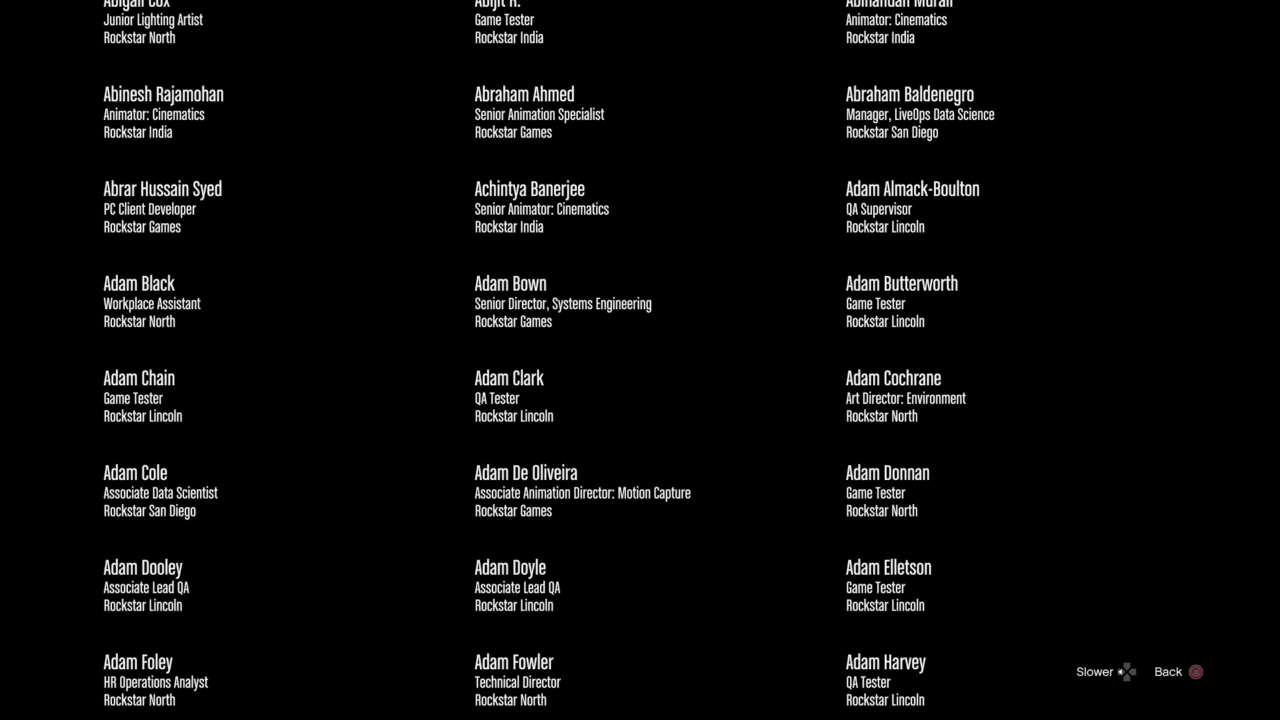 Abigail Cox
Junior Lighting Artist
Rockstar North
Abijit R.
Game Tester
Rockstar India
Abinandan Murali
Animator: Cinematics
Rockstar India
Abinesh Rajamohan
Animator: Cinematics
Rockstar India
Abraham Ahmed
Senior Animation Specialist
Rockstar Games
Abraham Baldenegro
Manager, LiveOps Data Science
Rockstar San Diego
Abrar Hussain Syed
PC Client Developer
Rockstar Games
Achintya Banerjee
Senior Animator: Cinematics
Rockstar India
Adam Almack-Boulton
QA Supervisor
Rockstar Lincoln
Adam Black
Workplace Assistant
Rockstar North
Adam Bown
Senior Director, Systems Engineering
Rockstar Games
Adam Butterworth
Game Tester
Rockstar Lincoln
Adam Chain
Game Tester
Rockstar Lincoln
Adam Clark
QA Tester
Rockstar Lincoln
Adam Cochrane
Art Director: Environment
Rockstar North
Adam Cole
Associate Data Scientist
Rockstar San Diego
Adam De Oliveira
Associate Animation Director: Motion Capture
Rockstar Games
Adam Donnan
Game Tester
Rockstar North
Adam Dooley
Associate Lead QA
Rockstar Lincoln
Adam Doyle
Associate Lead QA
Rockstar Lincoln
Adam Elletson
Game Tester
Rockstar Lincoln
Adam Foley
HR Operations Analyst
Rockstar North
Adam Fowler
Technical Director
Rockstar North
Adam Harvey
QA Tester
Rockstar Lincoln
Slower Back